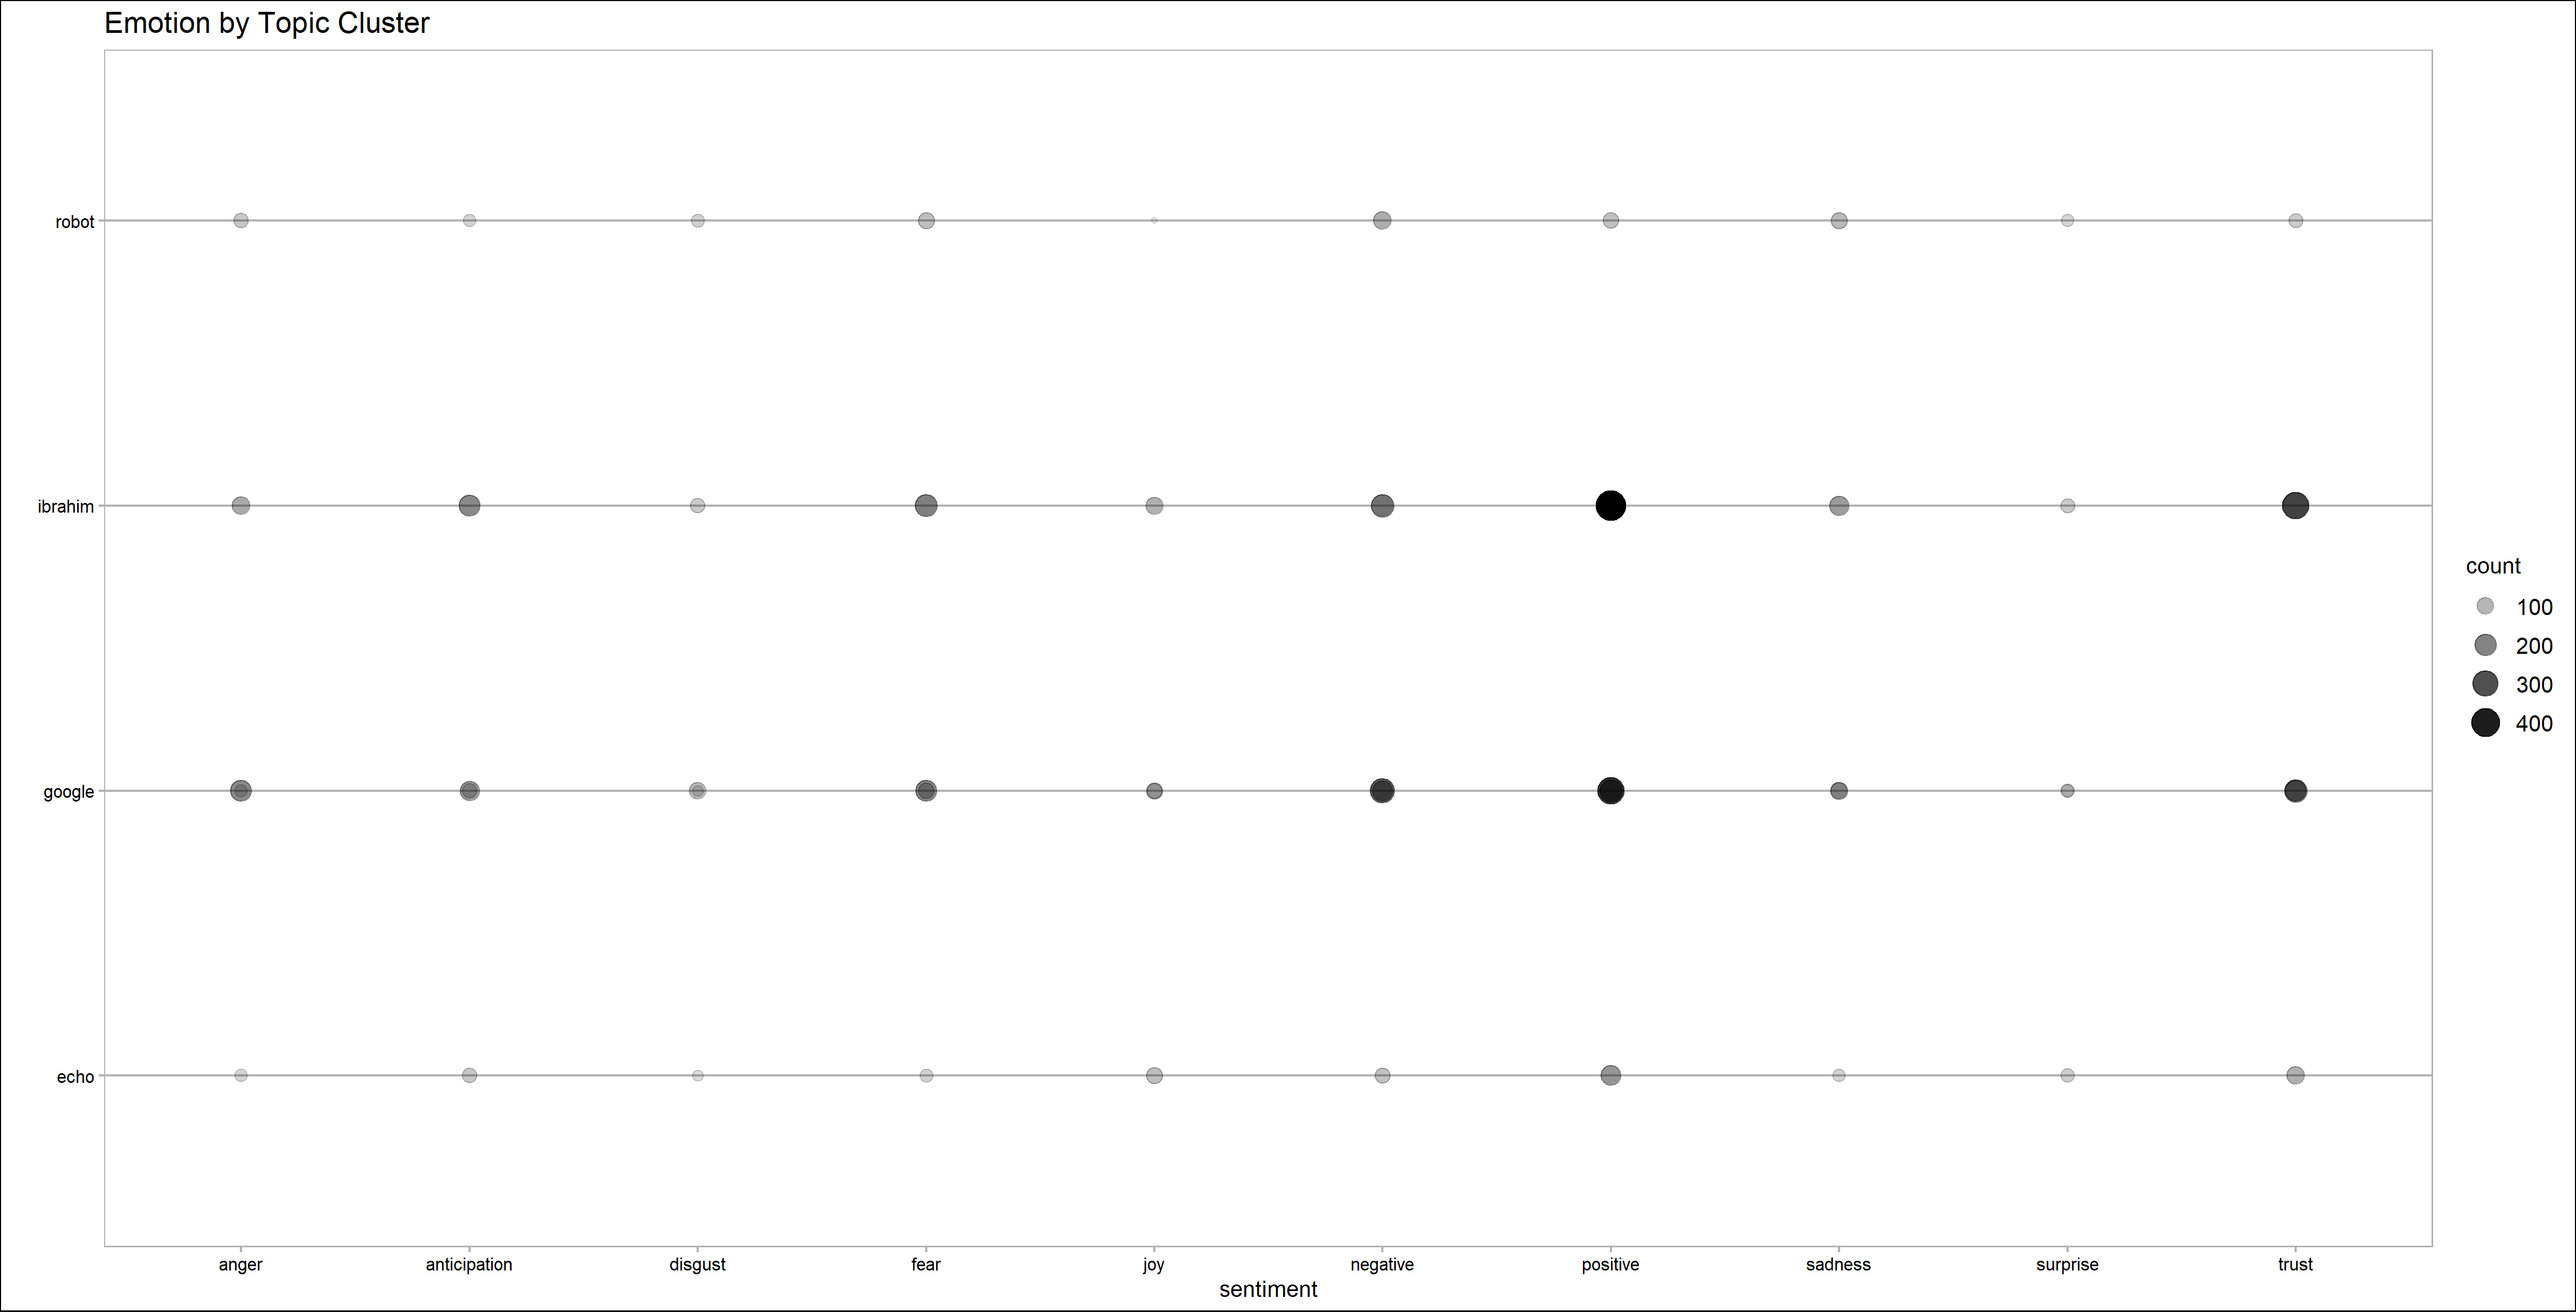 Emotion by Topic Cluster
robot
ibrahim
google
echo
anger anticipation disgust fear joy negative positive sadness surprise trust
sentiment
count
100
200
300
400